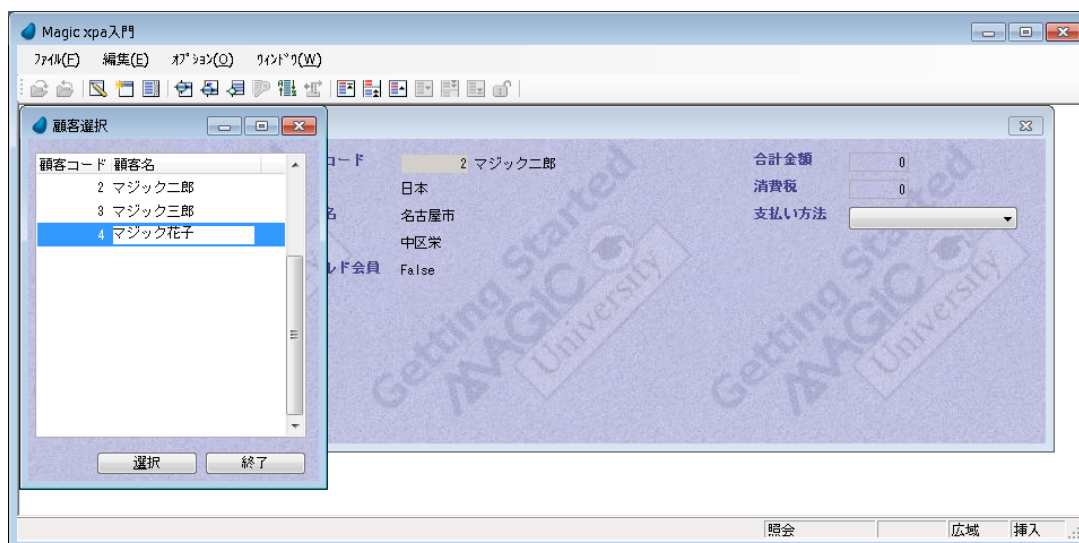 Magic xpa入門
ﾌｧｲﾙ(F) 編集(E) ｵﾌﾟｼｮﾝ(O) ｳｨﾝﾄﾞｳ(W)
顧客選択
顧客コード 顧客名
2 マジック二郎
3 マジック三郎
4 マジック花子
選択 終了
コード 2 マジック二郎
日本
名 名古屋市
中区栄
ルド会員 False
合計金額 0
消費税 0
支払い方法
Getting Started
MAGIC
University
Getting Started
MAGIC
University
照会 広域 挿入